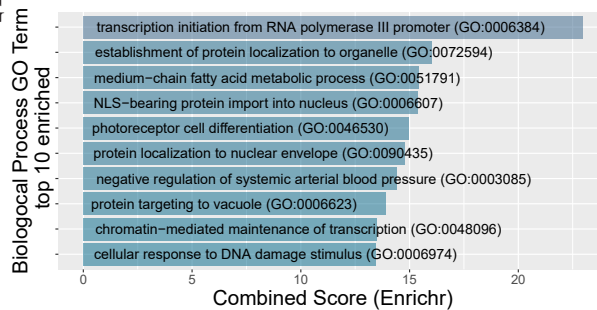 Biologocal Process GO Term
top 10 enriched
transcription initiation from RNA polymerase III promoter (GO:0006384)
establishment of protein localization to organelle (GO:0072594)
medium−chain fatty acid metabolic process (GO:0051791)
NLS−bearing protein import into nucleus (GO:0006607)
photoreceptor cell differentiation (GO:0046530)
protein localization to nuclear envelope (GO:0090435)
negative regulation of systemic arterial blood pressure (GO:0003085)
protein targeting to vacuole (GO:0006623)
chromatin−mediated maintenance of transcription (GO:0048096)
cellular response to DNA damage stimulus (GO:0006974)
0 5 10 15 20
Combined Score (Enrichr)